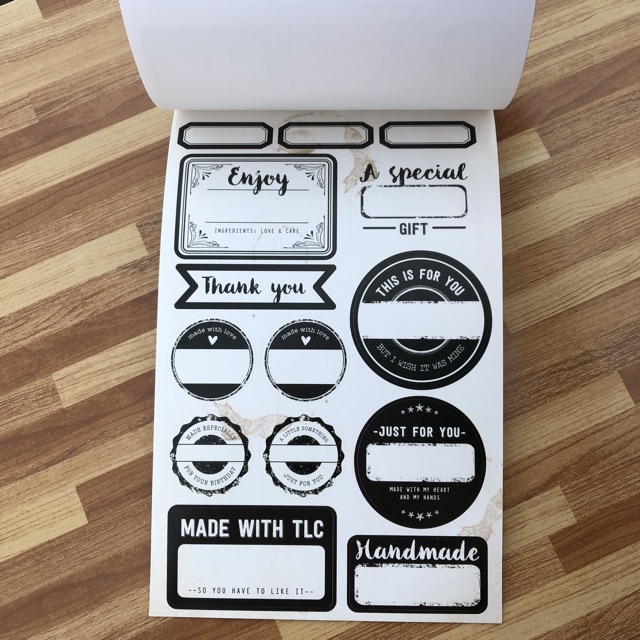 Enjoy
INGREDIENTS: LOVE & CARE
A special
GIFT
Thank you
THIS IS FOR YOU
BUT I WISH IT WAS MINE
made with love
made with love
MADE ESPECIALLY
FOR YOUR BIRTHDAY
A LITTLE SOMETHING
JUST FOR YOU
-JUST FOR YOU-
MADE WITH MY HEART
AND MY HANDS
MADE WITH TLC
--SO YOU HAVE TO LIKE IT--
Handmade